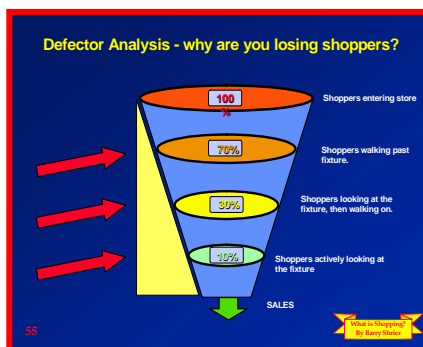 Defector Analysis - why are you losing shoppers?
100
%
Shoppers entering store
70%
Shoppers walking past
fixture.
30%
Shoppers looking at the
fixture, then walking on.
10%
Shoppers actively looking at
the fixture
SALES
55
What is Shopping?
By Barry Shrier